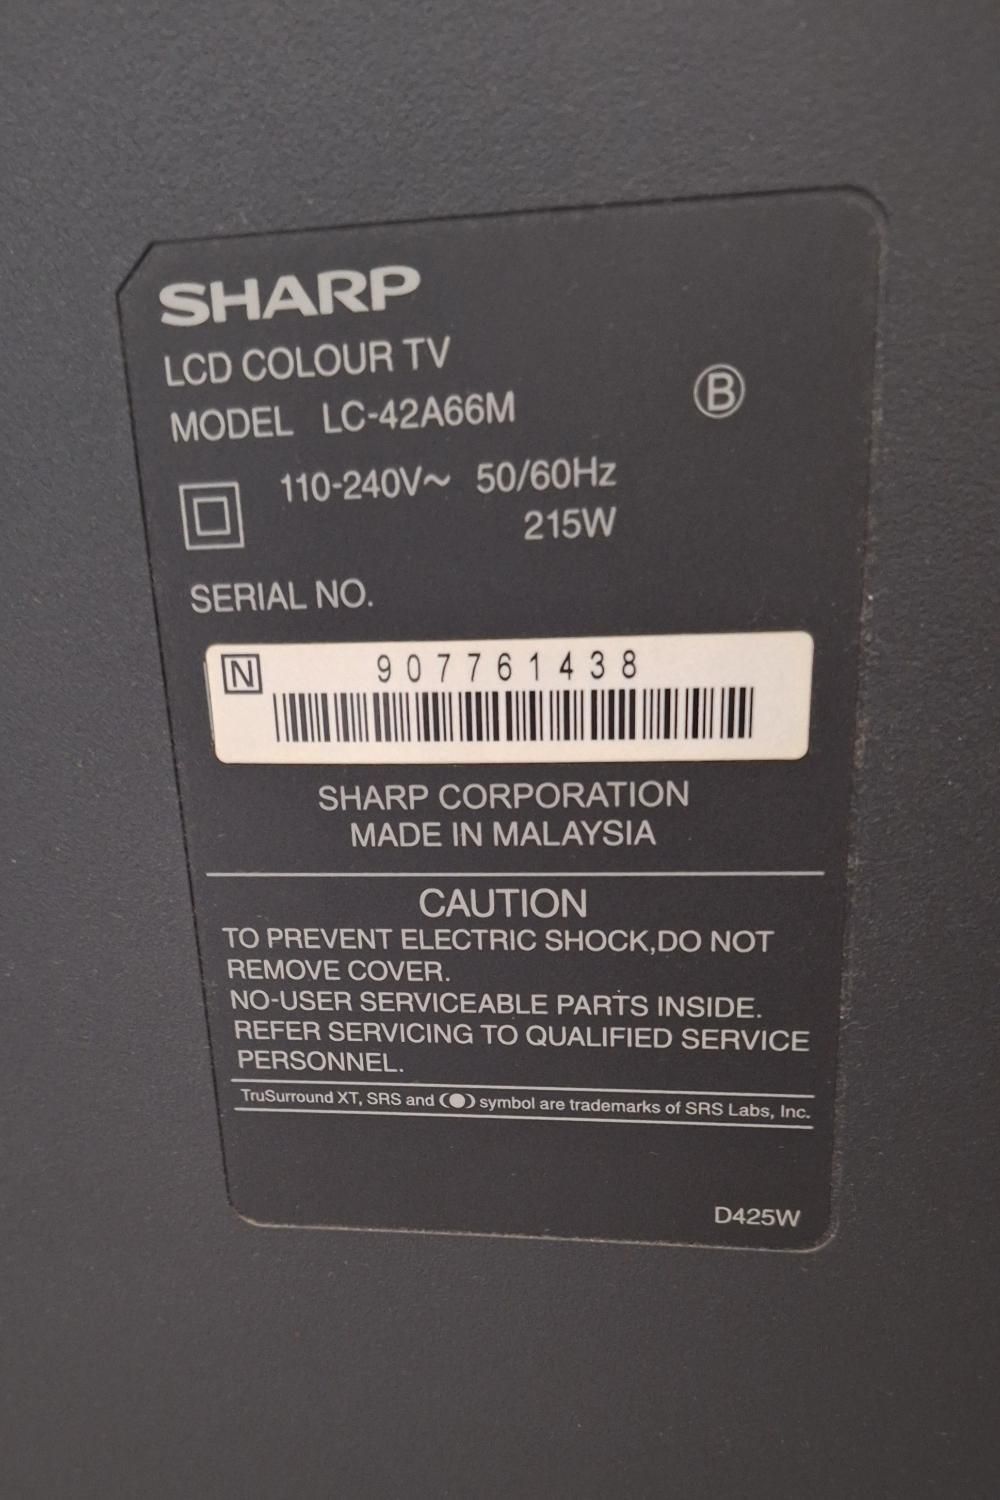 SHARP
LCD COLOUR TV
MODEL LC-42A66M
B
110-240V~ 50/60Hz
215W
SERIAL NO.
N 907761438
SHARP CORPORATION
MADE IN MALAYSIA
CAUTION
TO PREVENT ELECTRIC SHOCK,DO NOT
REMOVE COVER.
NO-USER SERVICEABLE PARTS INSIDE.
REFER SERVICING TO QUALIFIED SERVICE
PERSONNEL.
TruSurround XT, SRS and symbol are trademarks of SRS Labs, Inc.
D425W